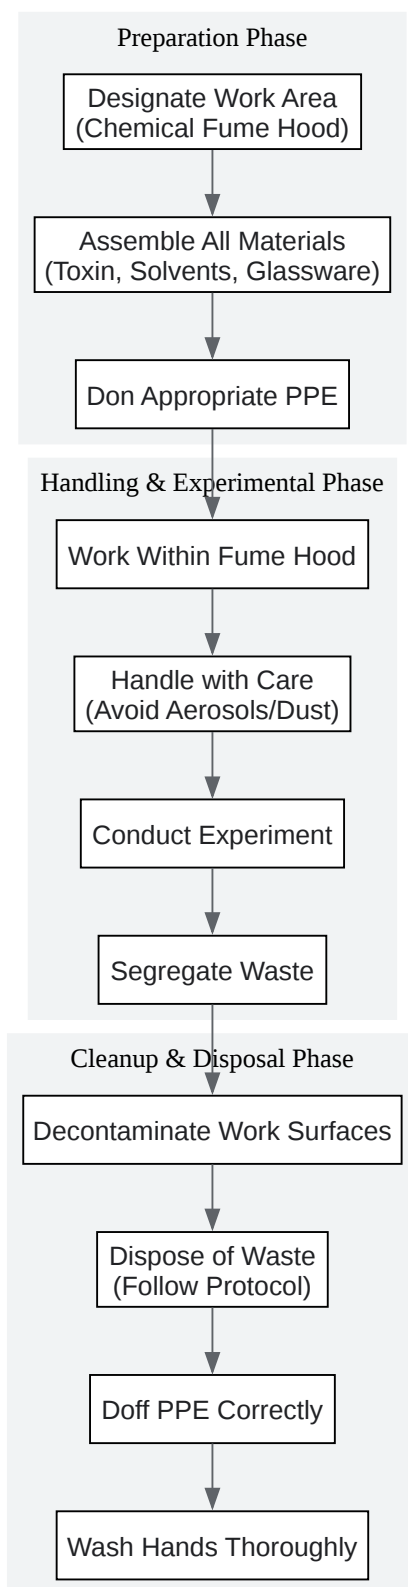 Preparation Phase
Designate Work Area
(Chemical Fume Hood)
Assemble All Materials
(Toxin, Solvents, Glassware)
Don Appropriate PPE
Handling & Experimental Phase
Work Within Fume Hood
Handle with Care
(Avoid Aerosols/Dust)
Conduct Experiment
Segregate Waste
Cleanup & Disposal Phase
Decontaminate Work Surfaces
Dispose of Waste
(Follow Protocol)
Doff PPE Correctly
Wash Hands Thoroughly